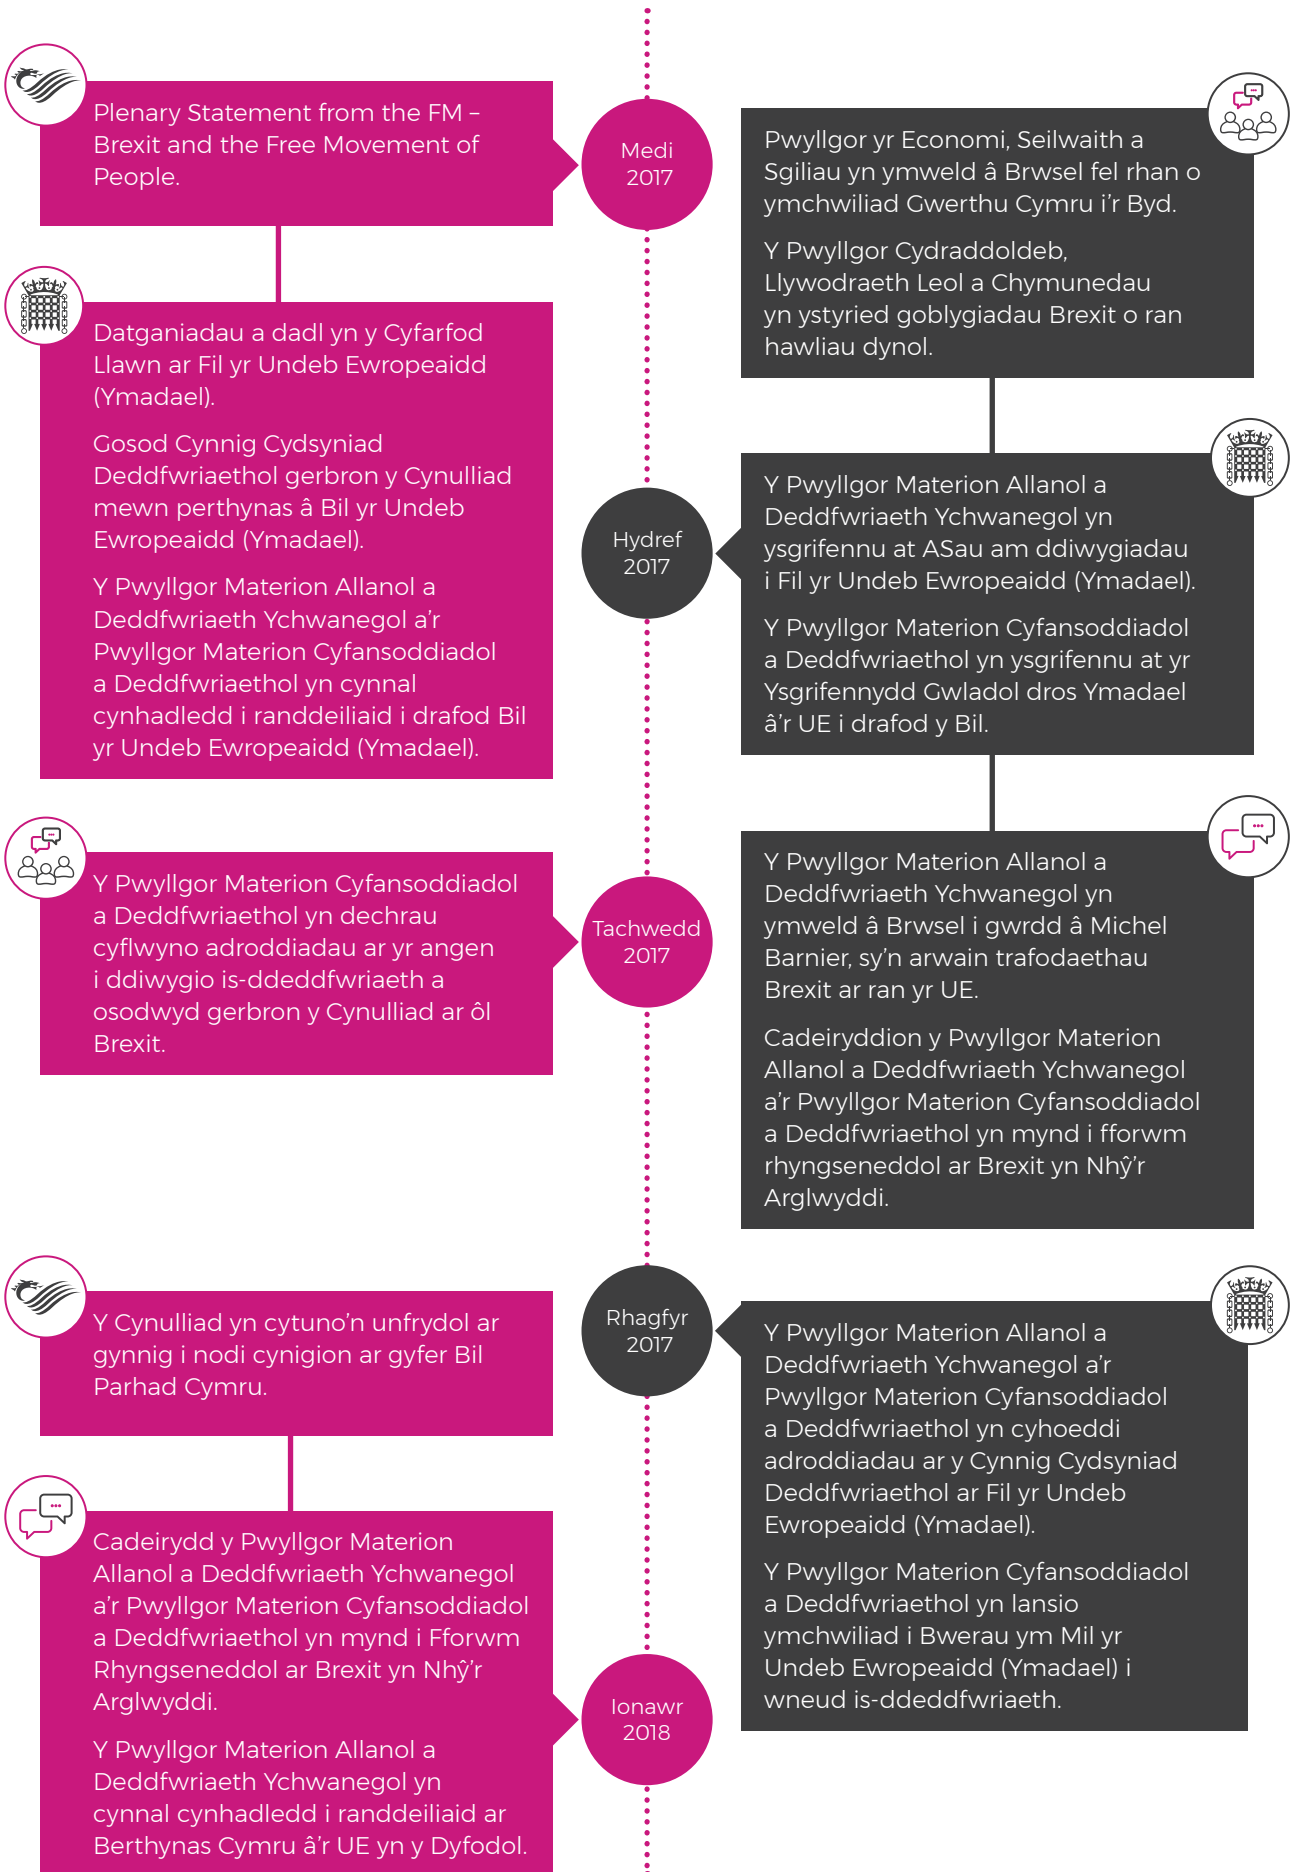 Plenary Statement from the FM –
Brexit and the Free Movement of
People.
Medi
2017
Datganiadau a dadl yn y Cyfarfod
Llawn ar Fil yr Undeb Ewropeaidd
(Ymadael).
Gosod Cynnig Cydsyniad
Deddfwriaethol gerbron y Cynulliad
mewn perthynas â Bil yr Undeb
Ewropeaidd (Ymadael).
Y Pwyllgor Materion Allanol a
Deddfwriaeth Ychwanegol a’r
Pwyllgor Materion Cyfansoddiadol
a Deddfwriaethol yn cynnal
cynhadledd i randdeiliaid i drafod Bil
yr Undeb Ewropeaidd (Ymadael).
Pwyllgor yr Economi, Seilwaith a
Sgiliau yn ymweld â Brwsel fel rhan o
ymchwiliad Gwerthu Cymru i’r Byd.
Y Pwyllgor Cydraddoldeb,
Llywodraeth Leol a Chymunedau
yn ystyried goblygiadau Brexit o ran
hawliau dynol.
Hydref
2017
Y Pwyllgor Materion Allanol a
Deddfwriaeth Ychwanegol yn
ysgrifennu at ASau am ddiwygiadau
i Fil yr Undeb Ewropeaidd (Ymadael).
Y Pwyllgor Materion Cyfansoddiadol
a Deddfwriaethol yn ysgrifennu at yr
Ysgrifennydd Gwladol dros Ymadael
â’r UE i drafod y Bil.
Y Pwyllgor Materion Allanol a
Deddfwriaeth Ychwanegol yn
ymweld â Brwsel i gwrdd â Michel
Barnier, sy’n arwain trafodaethau
Brexit ar ran yr UE.
Cadeiryddion y Pwyllgor Materion
Allanol a Deddfwriaeth Ychwanegol
a’r Pwyllgor Materion Cyfansoddiadol
a Deddfwriaethol yn mynd i fforwm
rhyngseneddol ar Brexit yn Nhŷ’r
Arglwyddi.
Y Pwyllgor Materion Cyfansoddiadol
a Deddfwriaethol yn dechrau
cyflwyno adroddiadau ar yr angen
i ddiwygio is-ddeddfwriaeth a
osodwyd gerbron y Cynulliad ar ôl
Brexit.
Tachwedd
2017
Y Cynulliad yn cytuno’n unfrydol ar
gynnig i nodi cynigion ar gyfer Bil
Parhad Cymru.
Rhagfyr
2017
Y Pwyllgor Materion Allanol a
Deddfwriaeth Ychwanegol a’r
Pwyllgor Materion Cyfansoddiadol
a Deddfwriaethol yn cyhoeddi
adroddiadau ar y Cynnig Cydsyniad
Deddfwriaethol ar Fil yr Undeb
Ewropeaidd (Ymadael).
Y Pwyllgor Materion Cyfansoddiadol
a Deddfwriaethol yn lansio
ymchwiliad i Bwerau ym Mil yr
Undeb Ewropeaidd (Ymadael) i
wneud is-ddeddfwriaeth.
Cadeirydd y Pwyllgor Materion
Allanol a Deddfwriaeth Ychwanegol
a’r Pwyllgor Materion Cyfansoddiadol
a Deddfwriaethol yn mynd i Fforwm
Rhyngseneddol ar Brexit yn Nhŷ’r
Arglwyddi.
Y Pwyllgor Materion Allanol a
Deddfwriaeth Ychwanegol yn
cynnal cynhadledd i randdeiliaid ar
Berthynas Cymru â’r UE yn y Dyfodol.
Ionawr
2018